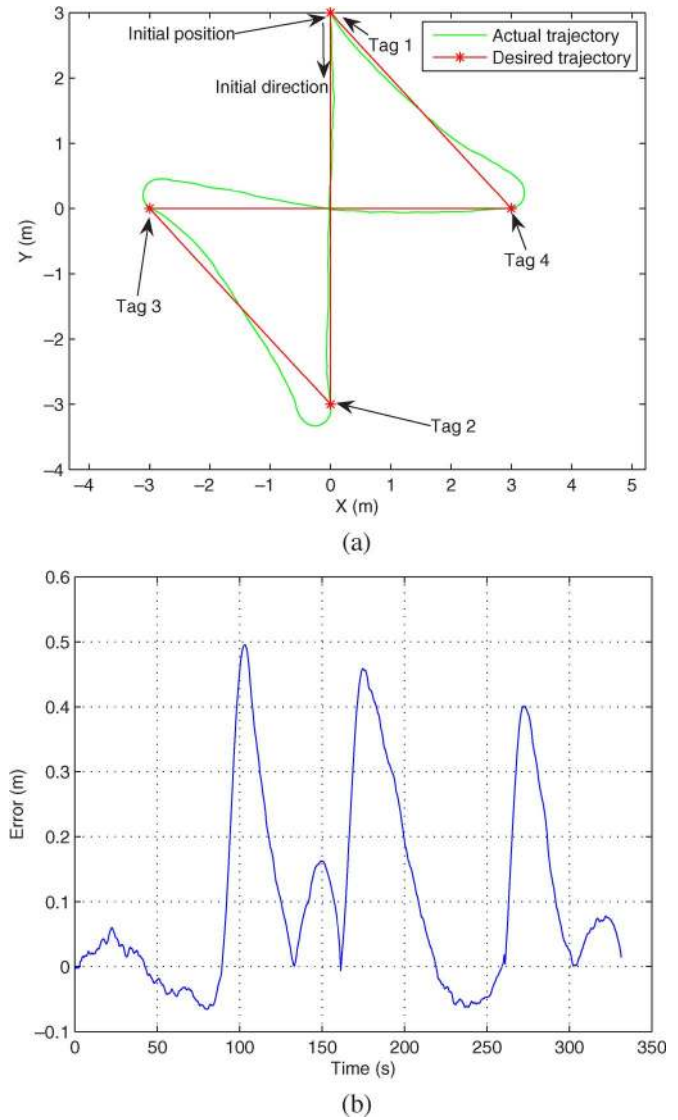 3
2
1
0
−1
−2
−3
−4
Y (m)
Initial position
Initial direction
Tag 1
Actual trajectory
Desired trajectory
Tag 4
Tag 3
Tag 2
−4 −3 −2 −1 0 1 2 3 4 5
X (m)
(a)
0.6
0.5
0.4
0.3
0.2
0.1
0
−0.1
Error (m)
0 50 100 150 200 250 300 350
Time (s)
(b)